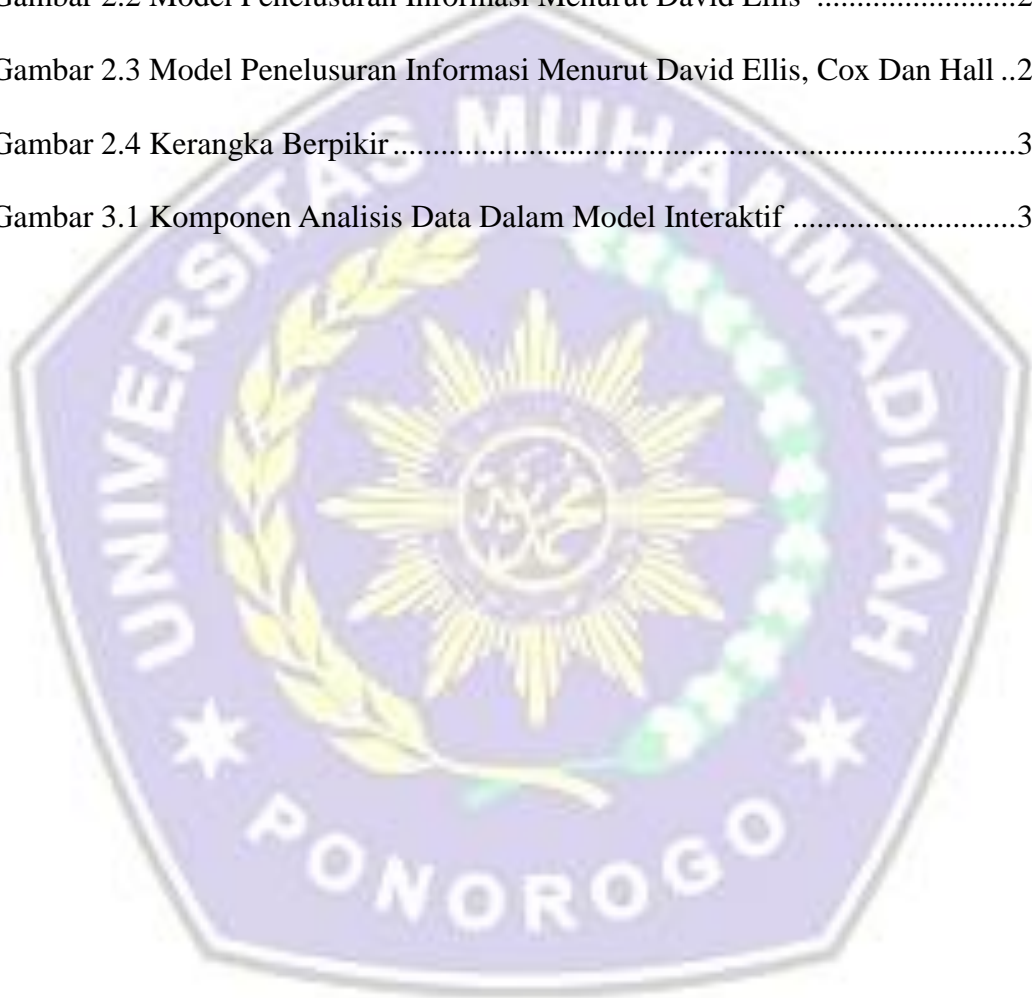 Gambar 2.2 Model Penelusuran Informasi Menurut David Ellis ........................2
Gambar 2.3 Model Penelusuran Informasi Menurut David Ellis, Cox Dan Hall ..2
Gambar 2.4 Kerangka Berpikir..............................................................................3
Gambar 3.1 Komponen Analisis Data Dalam Model Interaktif ...........................3
UNIVERSITAS MUHAMMADIYAH
PONOROGO